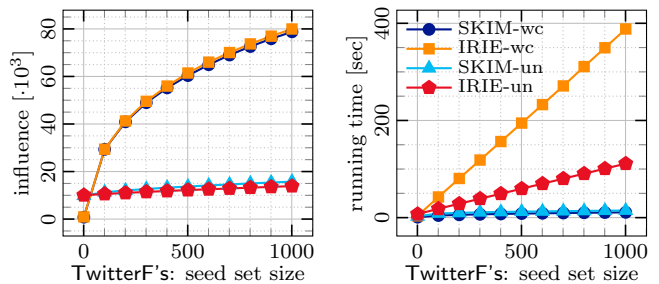 influence [·10³]
80
60
40
20
0
0
500
1000
TwitterF's: seed set size
running time [sec]
400
200
0
SKIM-wc
IRIE-wc
SKIM-un
IRIE-un
0
500
1000
TwitterF's: seed set size